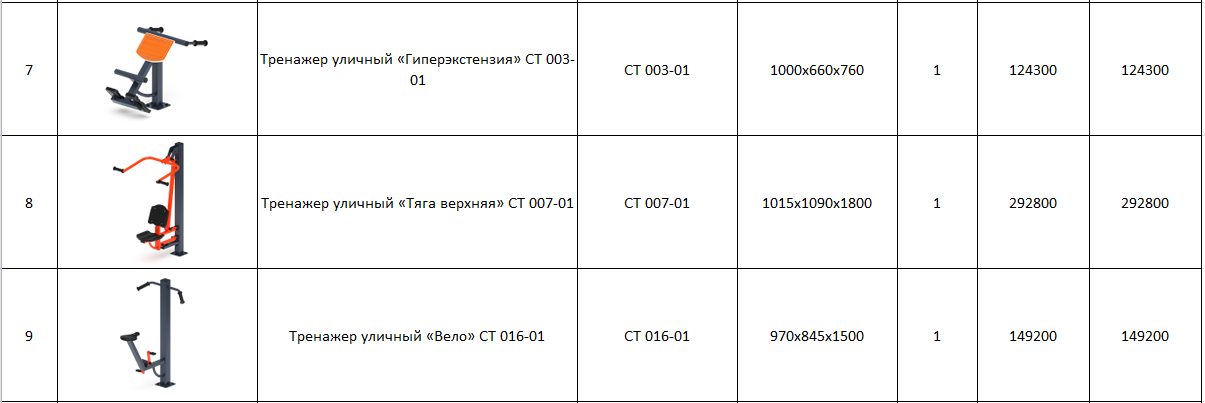 7 Тренажер уличный «Гиперэкстензия» СТ 003-
01 СТ 003-01 1000х660х760 1 124300 124300
8 Тренажер уличный «Тяга верхняя» СТ 007-01 СТ 007-01 1015х1090х1800 1 292800 292800
9 Тренажер уличный «Вело» СТ 016-01 СТ 016-01 970х845х1500 1 149200 149200